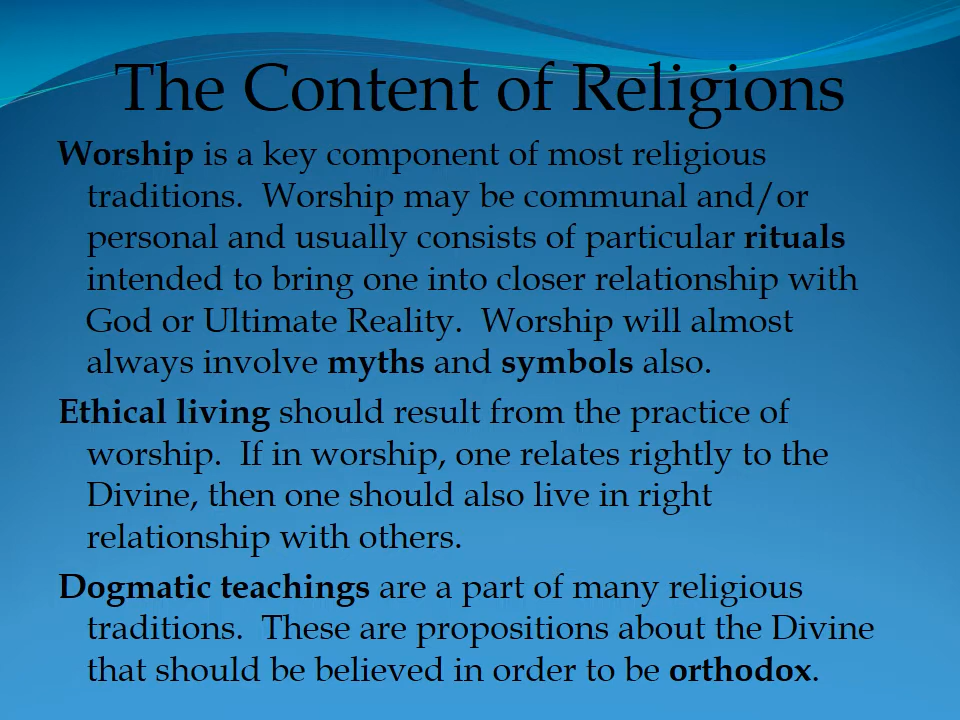 The Content of Religions
Worship is a key component of most religious
traditions.  Worship may be communal and/or
personal and usually consists of particular rituals
intended to bring one into closer relationship with
God or Ultimate Reality.  Worship will almost
always involve myths and symbols also.
Ethical living should result from the practice of
worship.  If in worship, one relates rightly to the
Divine, then one should also live in right
relationship with others.
Dogmatic teachings are a part of many religious
traditions.  These are propositions about the Divine
that should be believed in order to be orthodox.